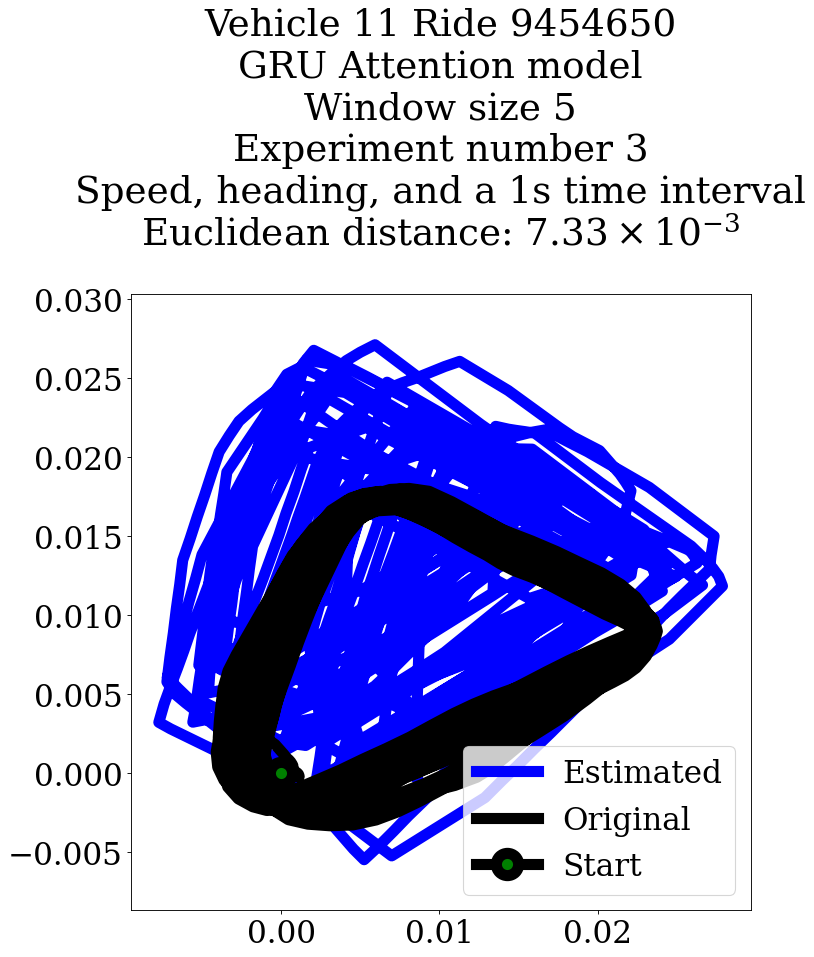 Vehicle 11 Ride 9454650
GRU Attention model
Window size 5
Experiment number 3
Speed, heading, and a 1s time interval
Euclidean distance: 7.33 × 10⁻³
0.030
0.025
0.020
0.015
0.010
0.005
0.000
−0.005
Estimated
Original
Start
0.00 0.01 0.02